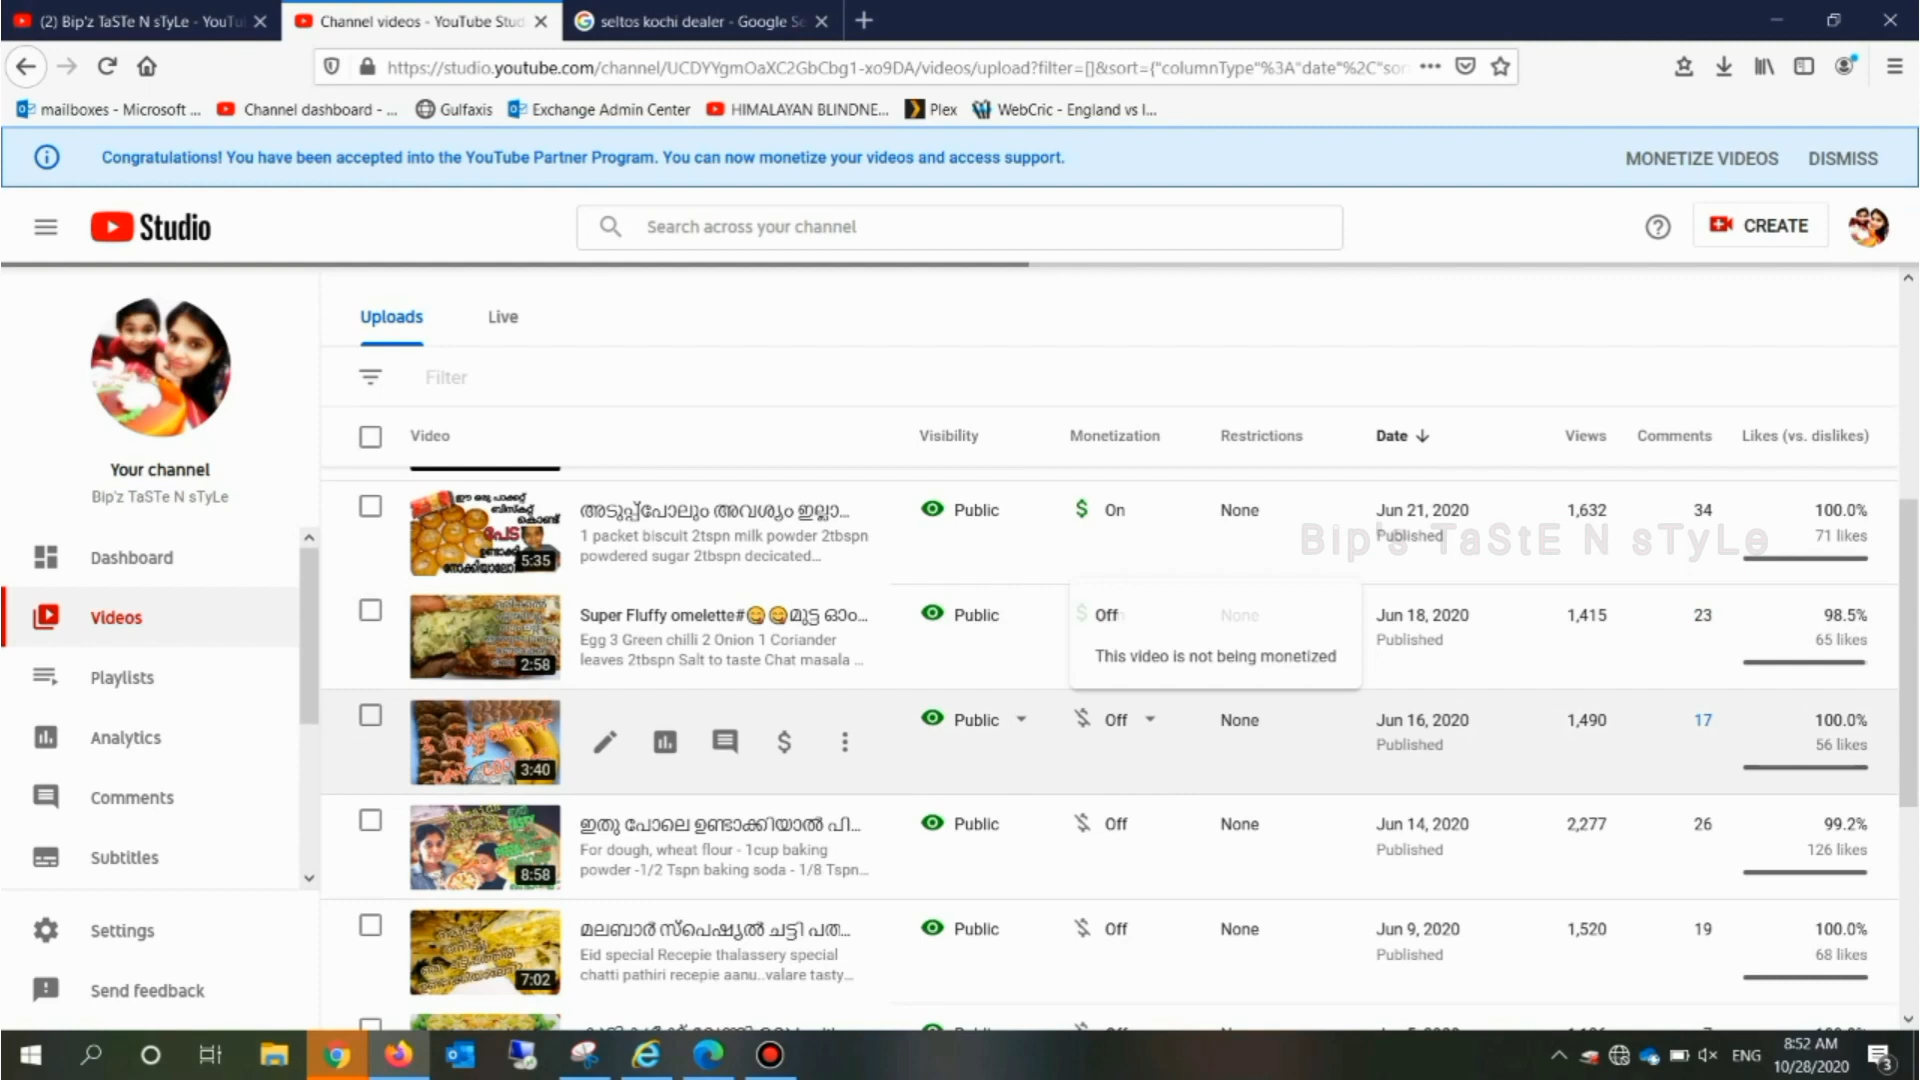 (2) Bip'z TaSTe N sTyLe - YouTu
Channel videos - YouTube Stud
seltos kochi dealer - Google Se
https://studio.youtube.com/channel/UCDYYgmOaXC2GbCbg1-xo9DA/videos/upload?filter=[]&sort={"columnType"%3A"date"%2C"sor
mailboxes - Microsoft ...
Channel dashboard - ...
Gulfaxis
Exchange Admin Center
HIMALAYAN BLINDNE...
Plex
WebCric - England vs I...
Congratulations! You have been accepted into the YouTube Partner Program. You can now monetize your videos and access support.
MONETIZE VIDEOS
DISMISS
Studio
Search across your channel
CREATE
Your channel
Bip'z TaSTe N sTyLe
Dashboard
Videos
Playlists
Analytics
Comments
Subtitles
Settings
Send feedback
Uploads
Live
Filter
Video
Visibility
Monetization
Restrictions
Date
Views
Comments
Likes (vs. dislikes)
ഈ ഒരു പാക്കറ്റ്
ബിസ്കറ്റ്
കൊണ്ട്
പേട
ഉണ്ടാക്കി
നോക്കിയാലോ
5:35
അടുപ്പ്പോലും അവശ്യം ഇല്ലാ...
1 packet biscuit 2tspn milk powder 2tbspn
powdered sugar 2tbspn decicated...
Public
On
None
Jun 21, 2020
Published
1,632
34
100.0%
71 likes
Bip's TaStE N sTyLe
2:58
Super Fluffy omelette#😋😋മുട്ട ഓം...
Egg 3 Green chilli 2 Onion 1 Coriander
leaves 2tbspn Salt to taste Chat masala ...
Public
Off
None
This video is not being monetized
Jun 18, 2020
Published
1,415
23
98.5%
65 likes
3 Ingredient
3:40
Public
Off
None
Jun 16, 2020
Published
1,490
17
100.0%
56 likes
8:58
ഇതു പോലെ ഉണ്ടാക്കിയാൽ പി...
For dough, wheat flour - 1cup baking
powder -1/2 Tspn baking soda - 1/8 Tspn...
Public
Off
None
Jun 14, 2020
Published
2,277
26
99.2%
126 likes
7:02
മലബാർ സ്പെഷ്യൽ ചട്ടി പത...
Eid special Recepie thalassery special
chatti pathiri recepie aanu..valare tasty...
Public
Off
None
Jun 9, 2020
Published
1,520
19
100.0%
68 likes
ENG
8:52 AM
10/28/2020
3